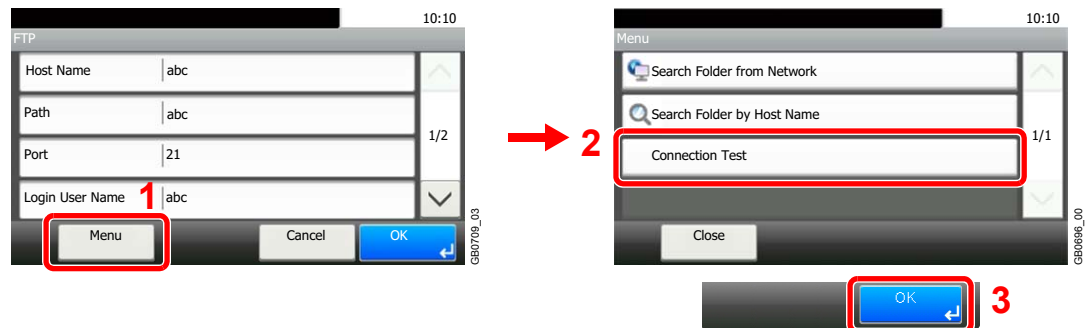 10:10
FTP
Host Name abc
Path abc
1/2
Port 21
Login User Name abc
1
Menu Cancel OK
GB0709_03
2
10:10
Menu
Search Folder from Network
Search Folder by Host Name
1/1
Connection Test
Close
GB0696_00
OK
3